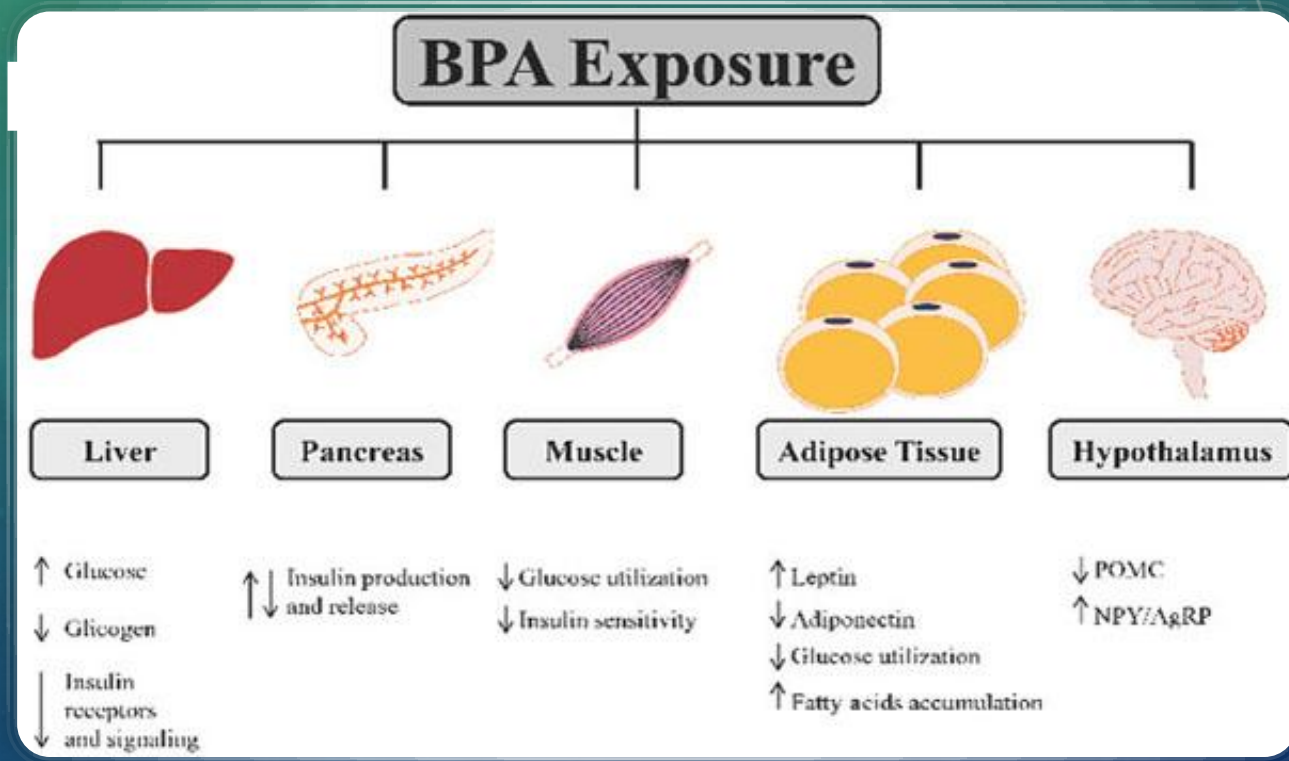 BPA Exposure
Liver
Pancreas
Muscle
Adipose Tissue
Hypothalamus
↑ Glucose
↓ Glicogen
↓ Insulin
receptors
and signaling
↑↓ Insulin production
and release
↓ Glucose utilization
↓ Insulin sensitivity
↑ Leptin
↓ Adiponectin
↓ Glucose utilization
↑ Fatty acids accumulation
↓ POMC
↑ NPY/AgRP